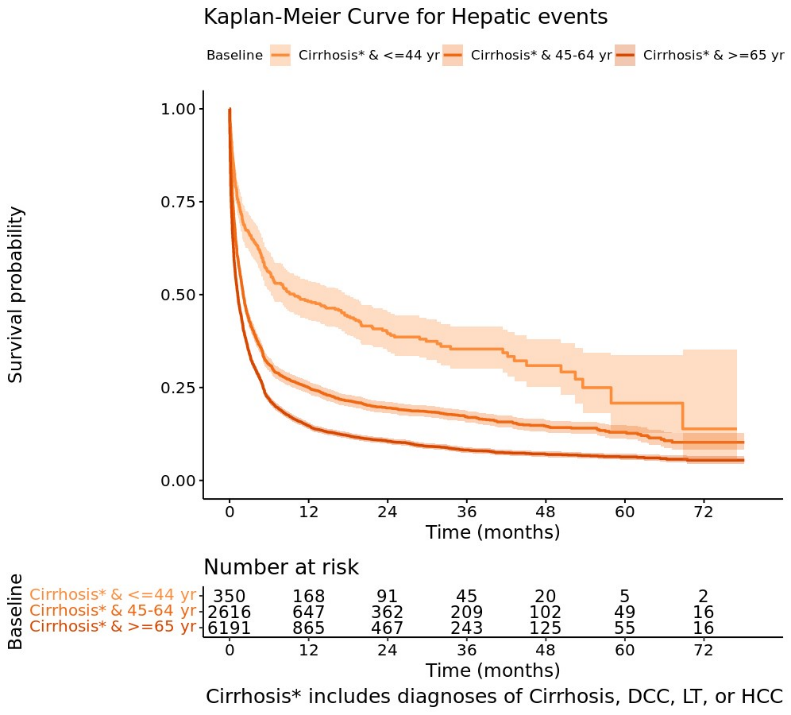 Kaplan-Meier Curve for Hepatic events
Baseline Cirrhosis* & <=44 yr Cirrhosis* & 45-64 yr Cirrhosis* & >=65 yr
Survival probability
1.00
0.75
0.50
0.25
0.00
0 12 24 36 48 60 72
Time (months)
Number at risk
Baseline
Cirrhosis* & <=44 yr 350 168 91 45 20 5 2
Cirrhosis* & 45-64 yr 2616 647 362 209 102 49 16
Cirrhosis* & >=65 yr 6191 865 467 243 125 55 16
0 12 24 36 48 60 72
Time (months)
Cirrhosis* includes diagnoses of Cirrhosis, DCC, LT, or HCC